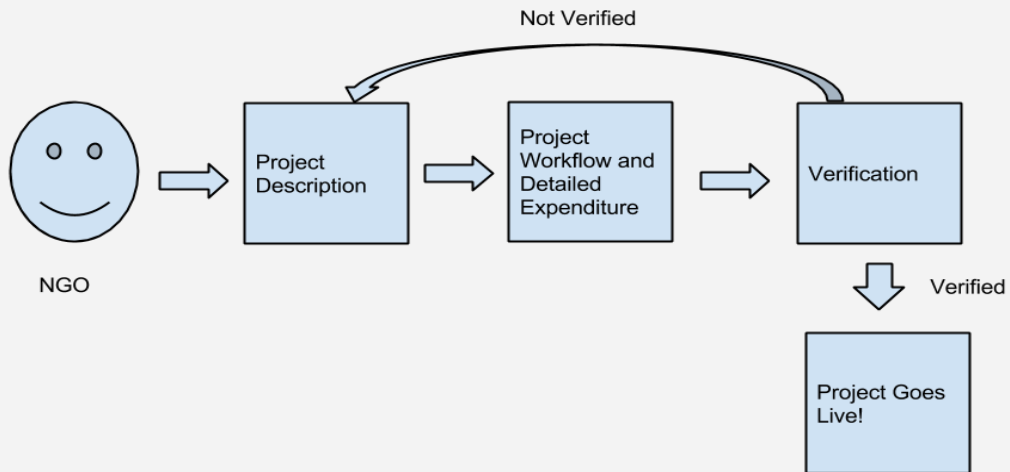 Not Verified
Project
Description
Project
Workflow and
Detailed
Expenditure
Verification
NGO
Verified
Project Goes
Live!